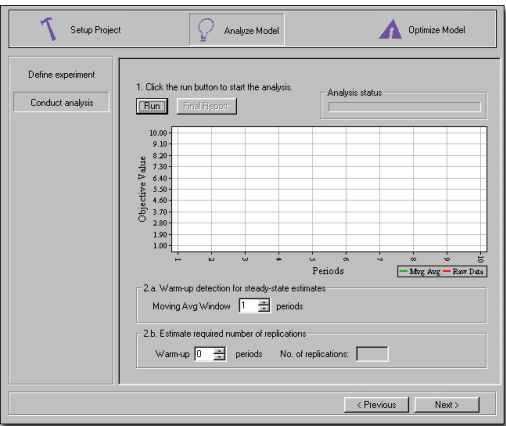 Setup Project
Analyze Model
Optimize Model
Define experiment
Conduct analysis
1. Click the run button to start the analysis.
Run
Final Report
Analysis status
Objective Value
10.00
9.10
8.20
7.30
6.40
5.50
4.60
3.70
2.80
1.90
1.00
1 2 3 4 5 6 7 8 9 10
Periods
Mvg Avg Raw Data
2.a. Warm-up detection for steady-state estimates
Moving Avg Window 1 periods
2.b. Estimate required number of replications
Warm-up 0 periods No. of replications:
< Previous
Next >